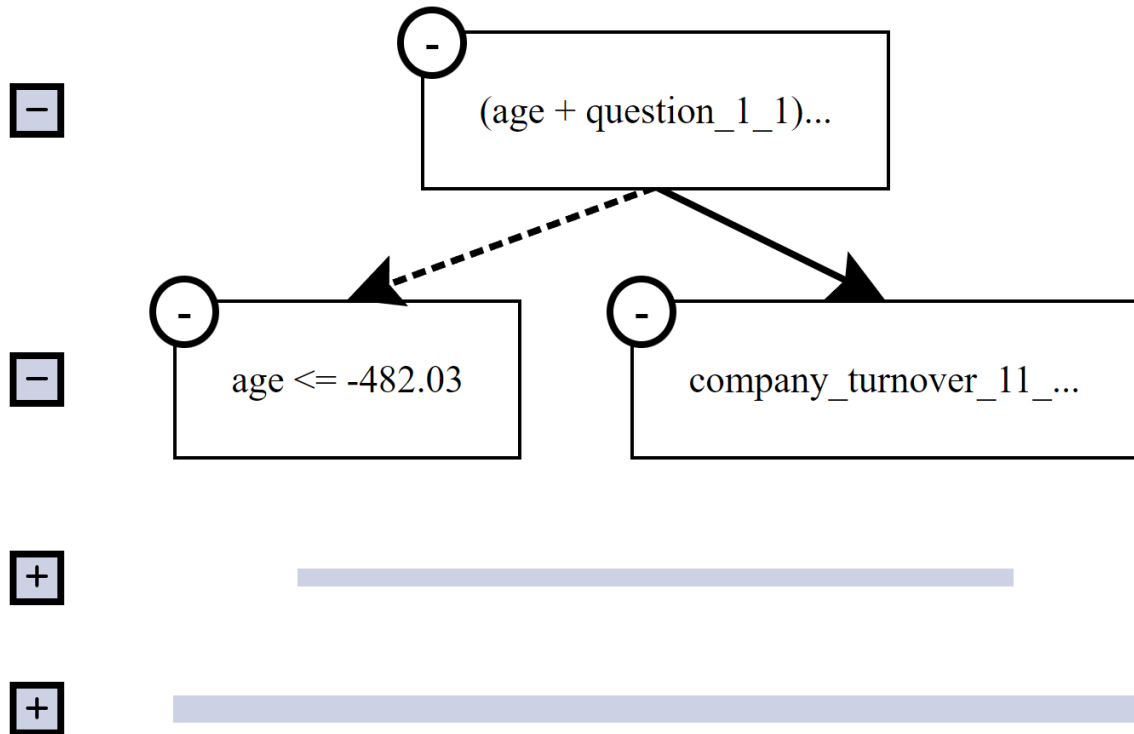 -
(age + question_1_1)...
−
-
-
age <= -482.03
company_turnover_11_...
−
+
+